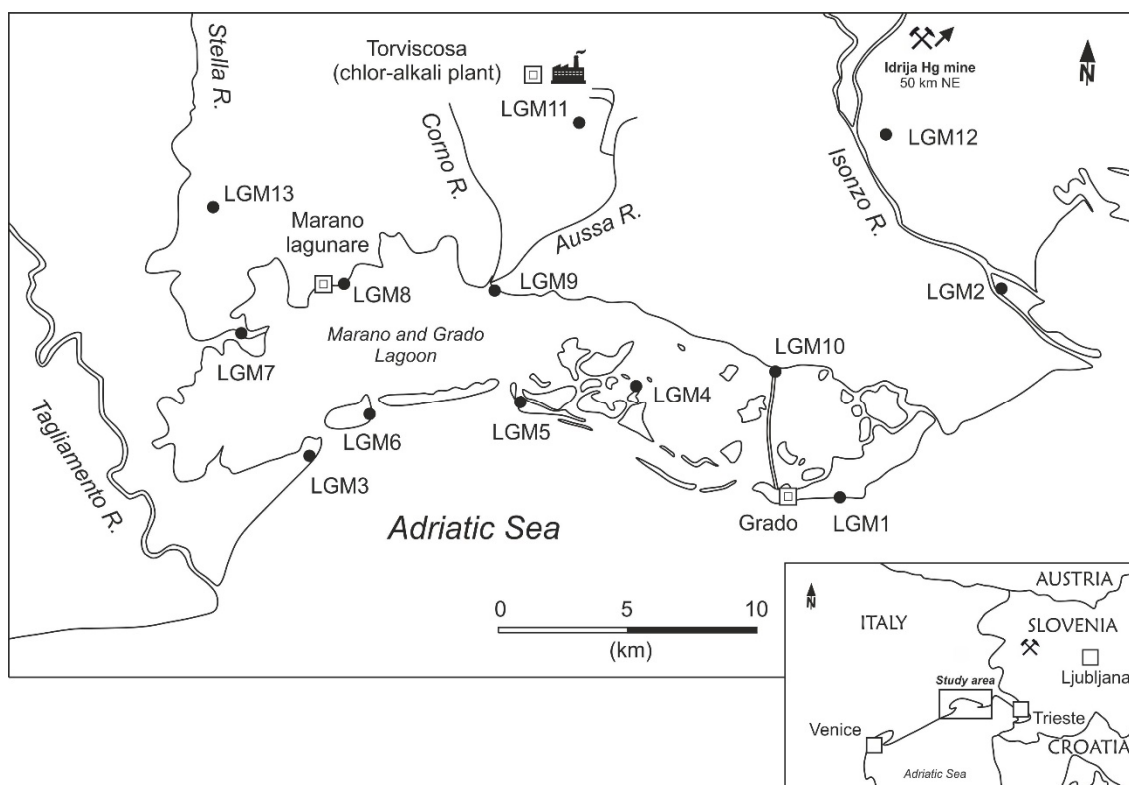 Stella R.
Torviscosa
(chlor-alkali plant)
LGM11
Corno R.
Aussa R.
Idrija Hg mine
50 km NE
N
LGM12
Isonzo R.
LGM13
Marano
lagunare
LGM8
LGM9
LGM2
Marano and Grado
Lagoon
LGM7
LGM10
LGM4
LGM5
LGM6
LGM3
Tagliamento R.
Adriatic Sea
Grado
LGM1
0 5 10
(km)
N
AUSTRIA
ITALY
SLOVENIA
Ljubljana
Study area
Trieste
Venice
CROATIA
Adriatic Sea